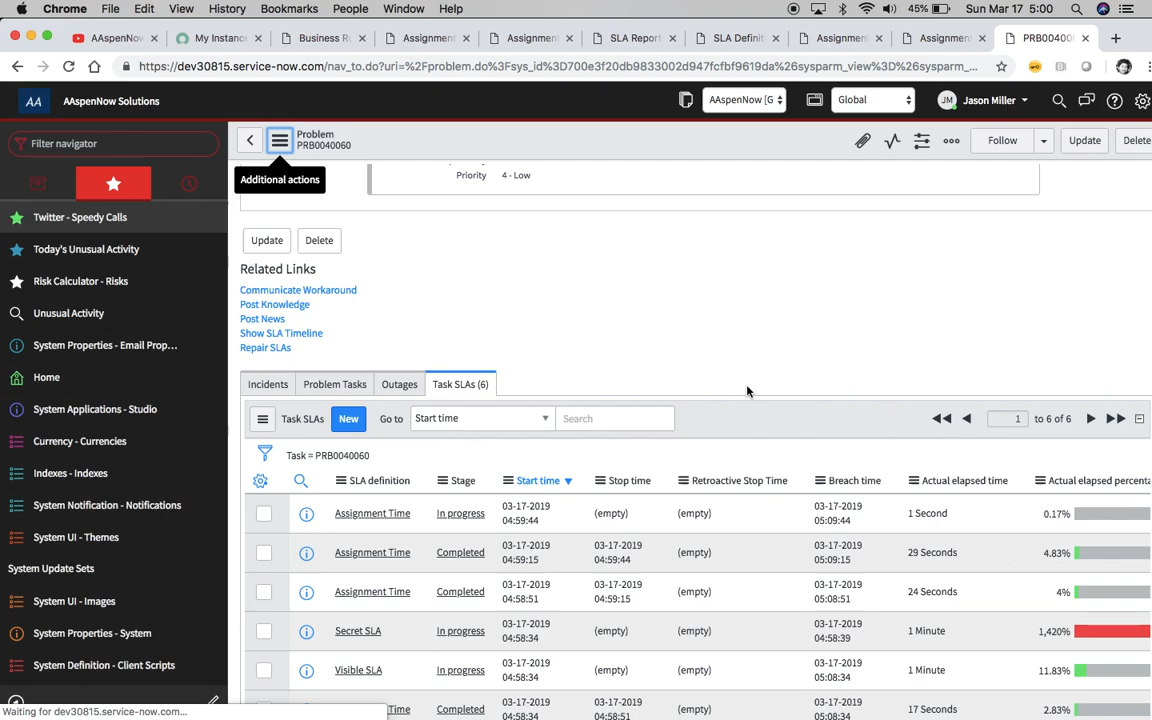 Chrome File Edit View History Bookmarks People Window Help 45% Sun Mar 17 5:00
AAspenNow My Instanc Business Ru Assignment Assignment SLA Report SLA Definit Assignment Assignment PRB00400
https://dev30815.service-now.com/nav_to.do?uri=%2Fproblem.do%3Fsys_id%3D700e3f20db9833002d947fcfbf9619da%26sysparm_view%3D%26sysparm_...
AA AAspenNow Solutions AAspenNow [G Global JM Jason Miller
Filter navigator
Problem
PRB0040060
Follow Update Delete
Additional actions
Priority 4 - Low
Twitter - Speedy Calls
Today's Unusual Activity
Risk Calculator - Risks
Unusual Activity
System Properties - Email Prop...
Home
System Applications - Studio
Currency - Currencies
Indexes - Indexes
System Notification - Notifications
System UI - Themes
System Update Sets
System UI - Images
System Properties - System
System Definition - Client Scripts
Update Delete
Related Links
Communicate Workaround
Post Knowledge
Post News
Show SLA Timeline
Repair SLAs
Incidents Problem Tasks Outages Task SLAs (6)
Task SLAs New Go to Start time Search 1 to 6 of 6
Task = PRB0040060
SLA definition Stage Start time Stop time Retroactive Stop Time Breach time Actual elapsed time Actual elapsed percenta
Assignment Time In progress 03-17-2019 04:59:44 (empty) (empty) 03-17-2019 05:09:44 1 Second 0.17%
Assignment Time Completed 03-17-2019 04:59:15 03-17-2019 04:59:44 (empty) 03-17-2019 05:09:15 29 Seconds 4.83%
Assignment Time Completed 03-17-2019 04:58:51 03-17-2019 04:59:15 (empty) 03-17-2019 05:08:51 24 Seconds 4%
Secret SLA In progress 03-17-2019 04:58:34 (empty) (empty) 03-17-2019 04:58:39 1 Minute 1,420%
Visible SLA In progress 03-17-2019 04:58:34 (empty) (empty) 03-17-2019 05:08:34 1 Minute 11.83%
Time Completed 03-17-2019 04:58:34 03-17-2019 04:58:51 (empty) 03-17-2019 05:08:34 17 Seconds 2.83%
Waiting for dev30815.service-now.com...